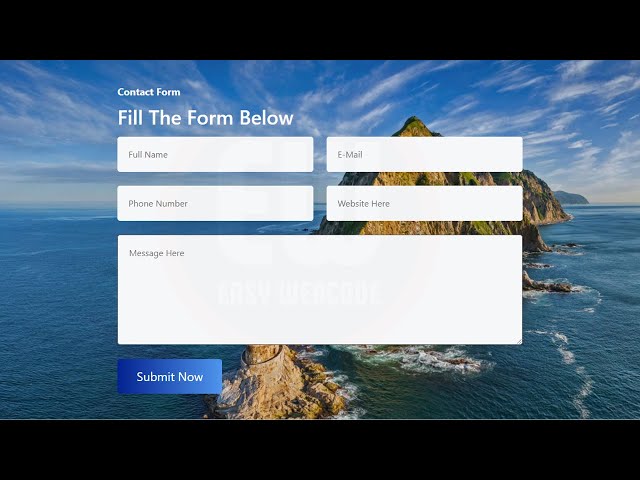 Contact Form
Fill The Form Below
Full Name
E-Mail
Phone Number
Website Here
Message Here
EASY WEBCODE
Submit Now